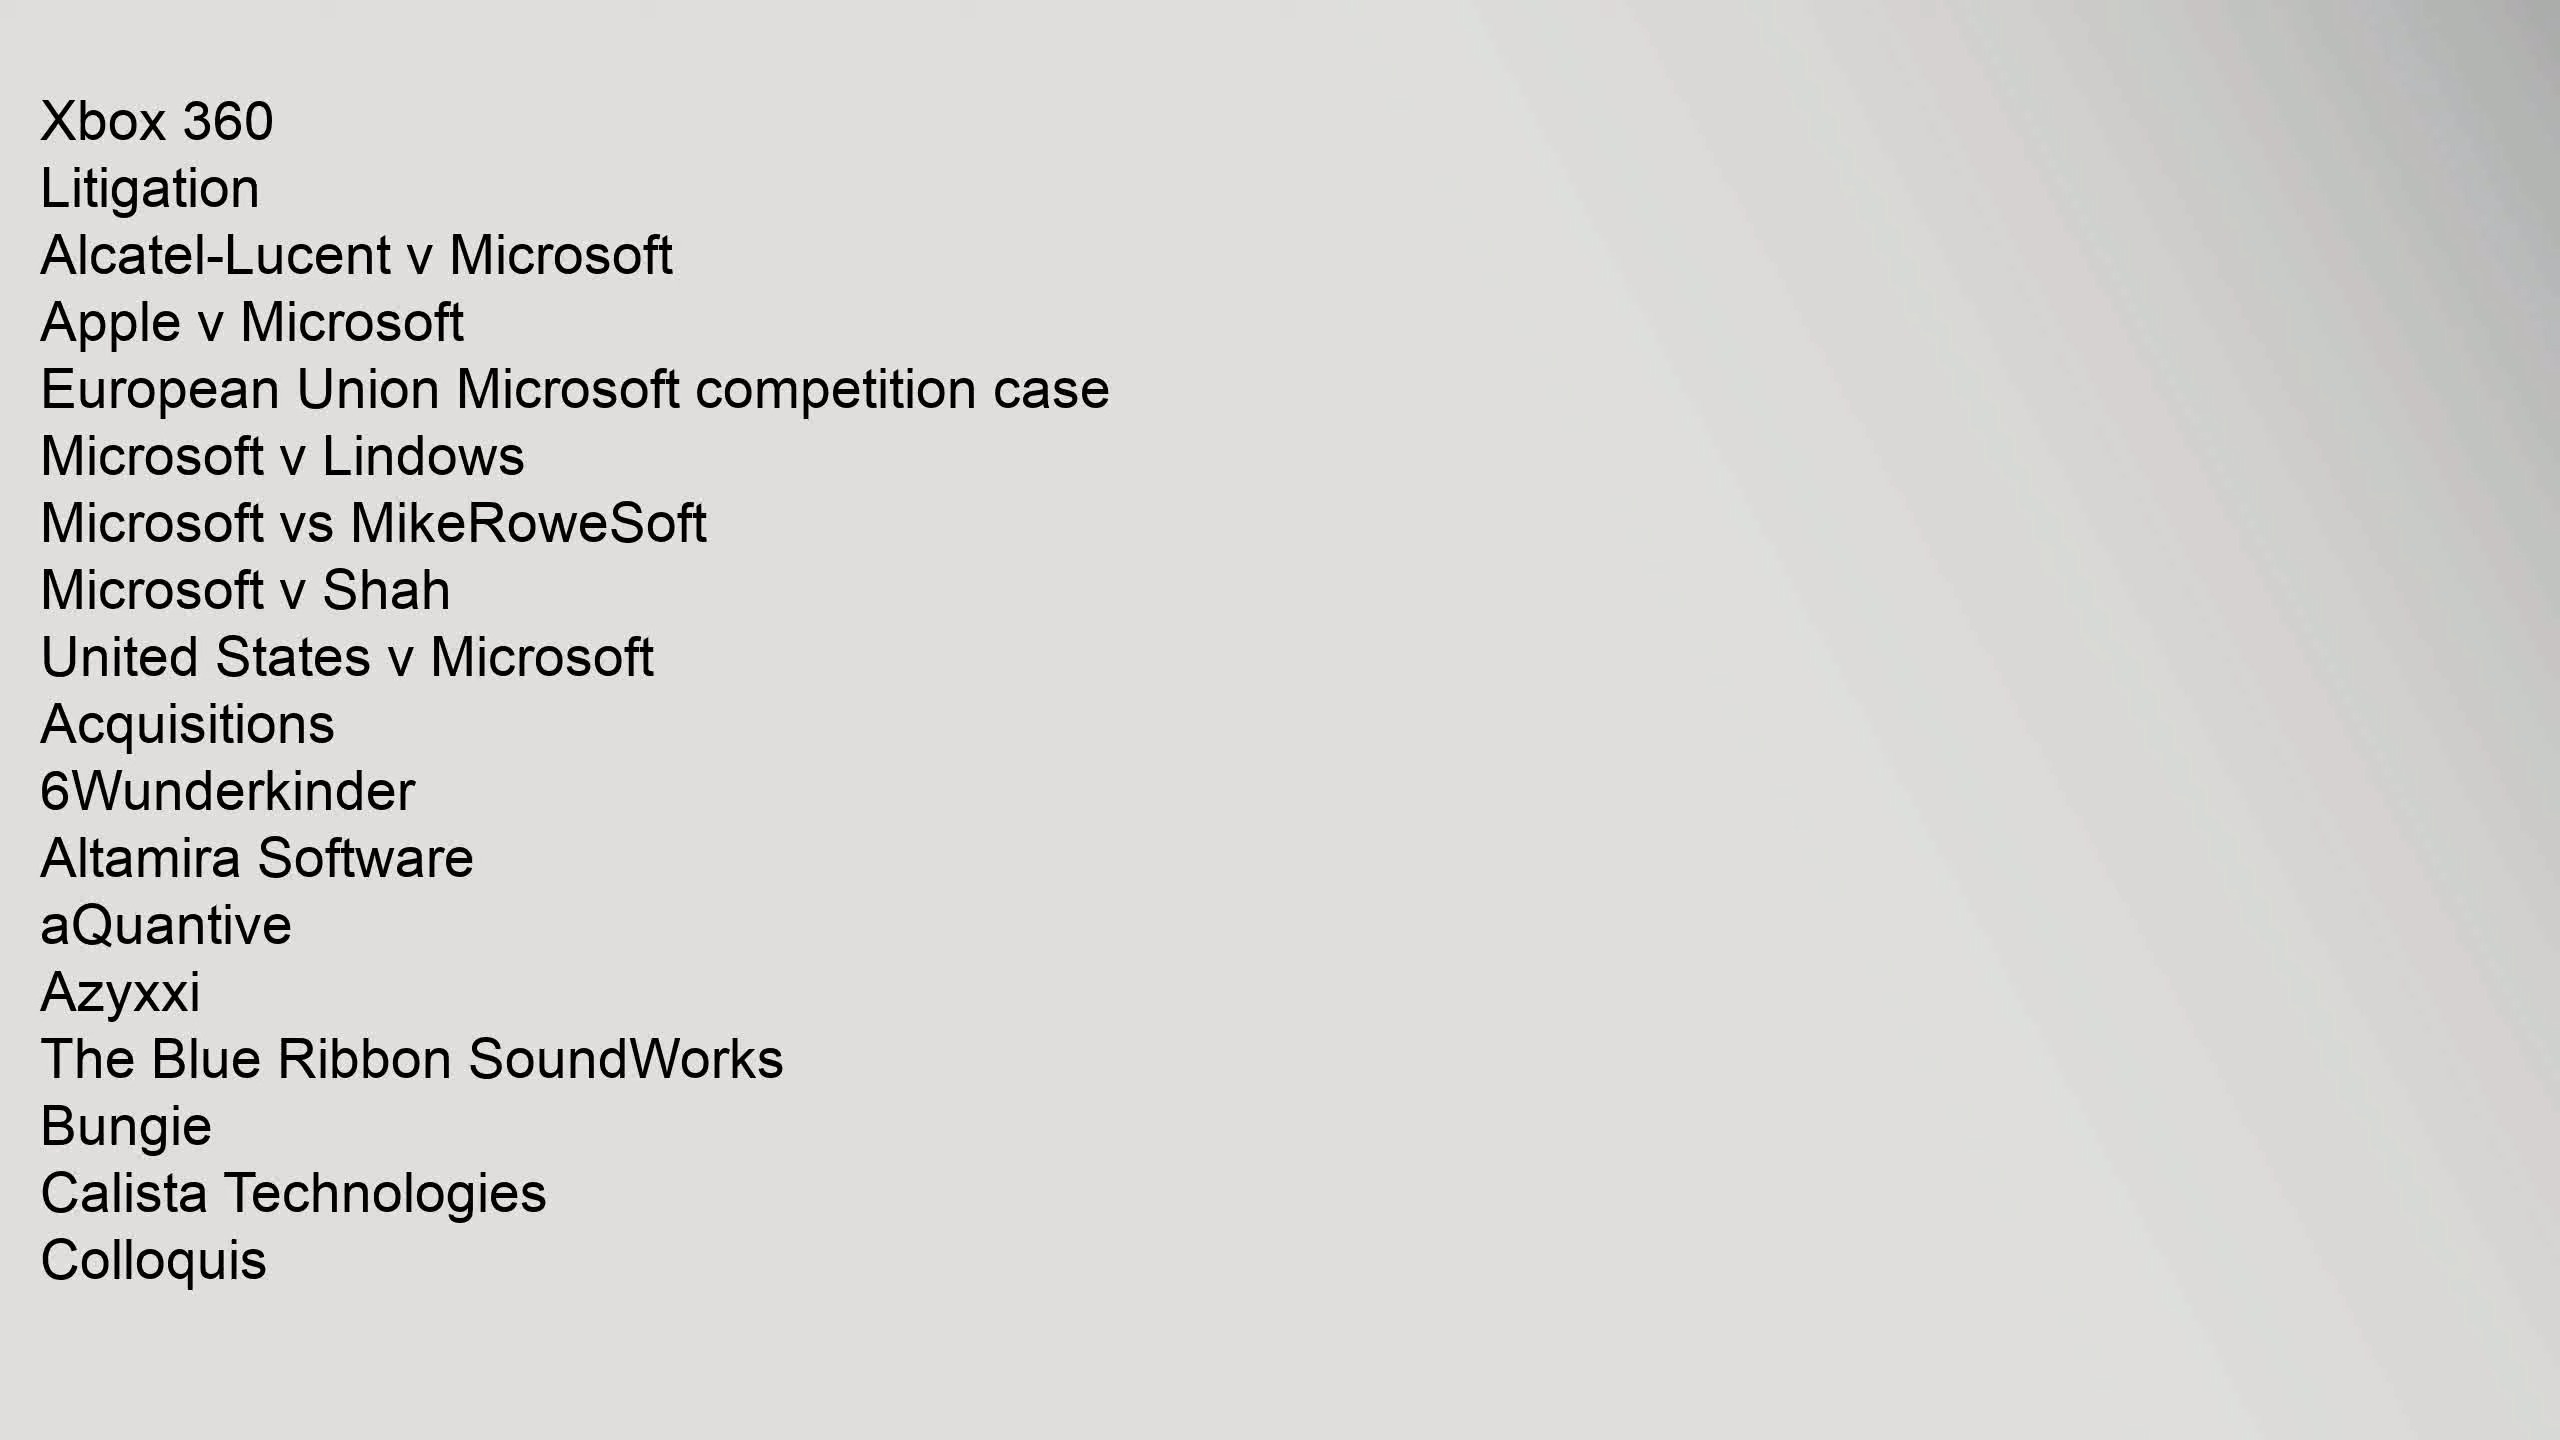 Xbox 360
Litigation
Alcatel-Lucent v Microsoft
Apple v Microsoft
European Union Microsoft competition case
Microsoft v Lindows
Microsoft vs MikeRoweSoft
Microsoft v Shah
United States v Microsoft
Acquisitions
6Wunderkinder
Altamira Software
aQuantive
Azyxxi
The Blue Ribbon SoundWorks
Bungie
Calista Technologies
Colloquis